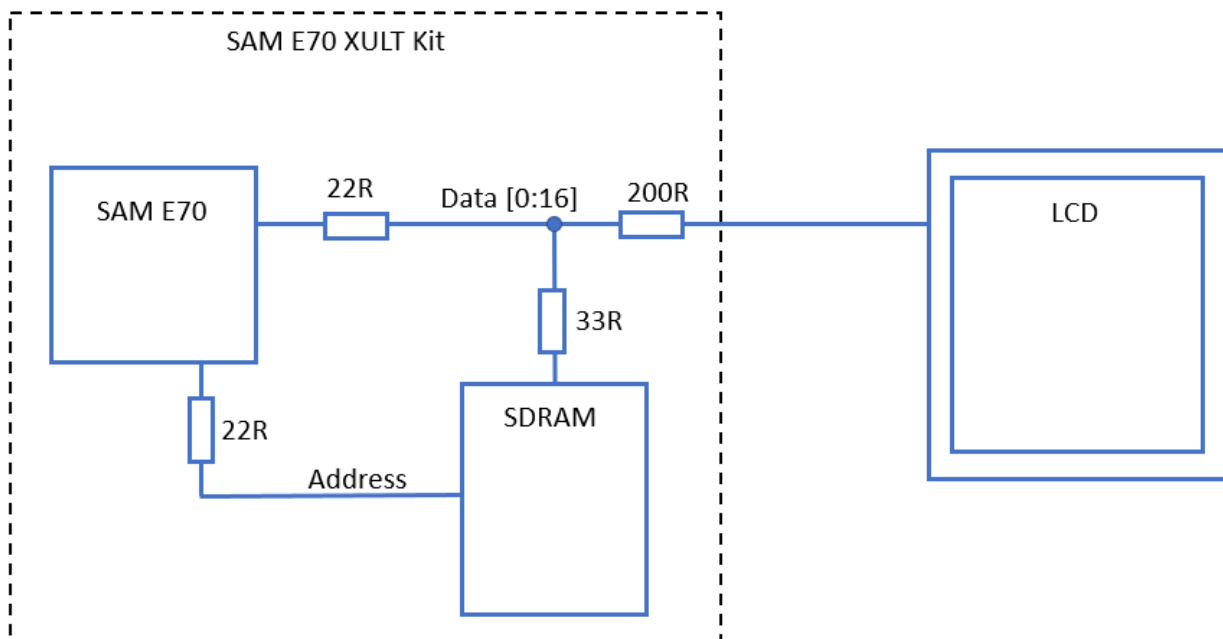 SAM E70 XULT Kit
22R
Data [0:16]
200R
SAM E70
LCD
33R
SDRAM
22R
Address